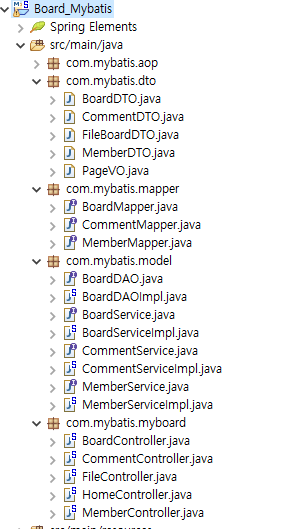 Board_Mybatis
Spring Elements
src/main/java
com.mybatis.aop
com.mybatis.dto
BoardDTO.java
CommentDTO.java
FileBoardDTO.java
MemberDTO.java
PageVO.java
com.mybatis.mapper
BoardMapper.java
CommentMapper.java
MemberMapper.java
com.mybatis.model
BoardDAO.java
BoardDAOImpl.java
BoardService.java
BoardServiceImpl.java
CommentService.java
CommentServiceImpl.java
MemberService.java
MemberServiceImpl.java
com.mybatis.myboard
BoardController.java
CommentController.java
FileController.java
HomeController.java
MemberController.java
src/main/resources